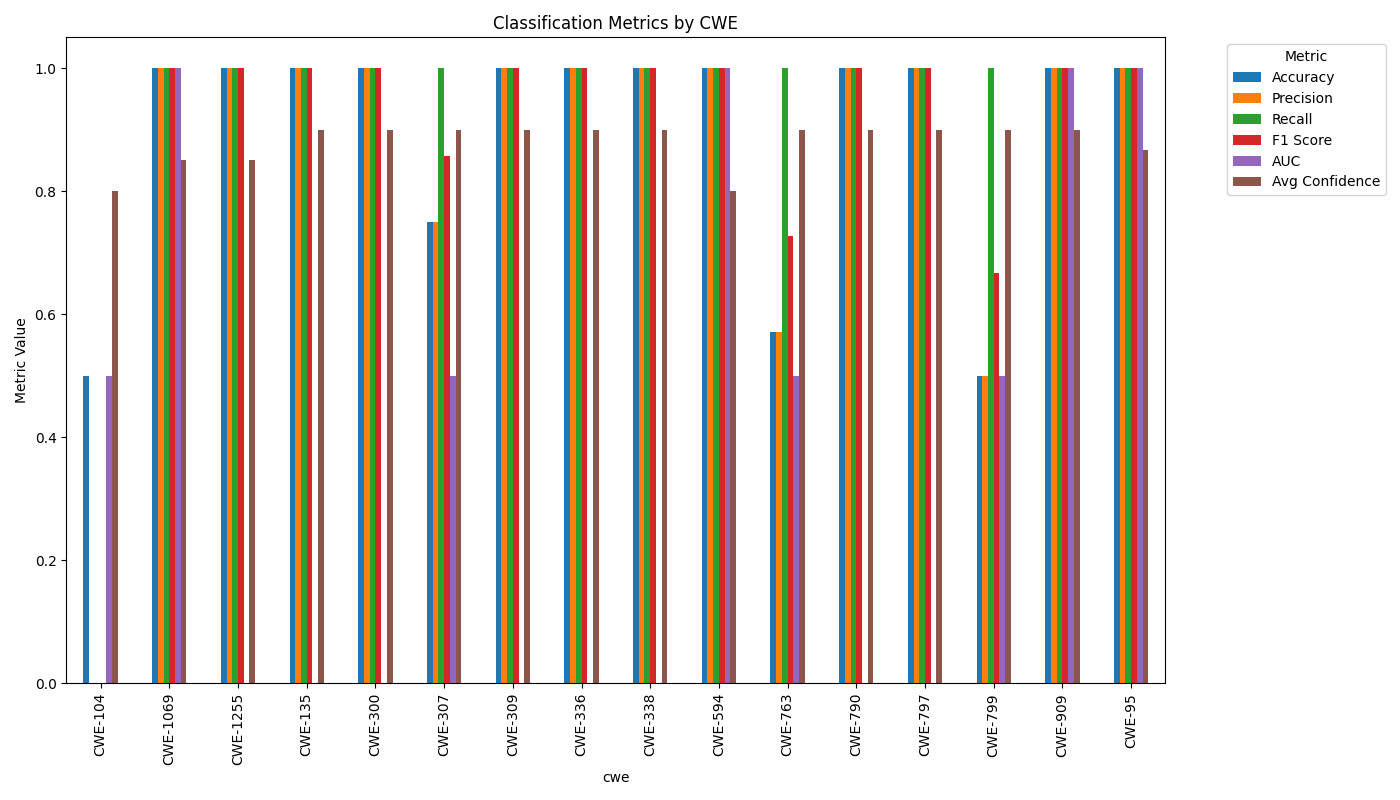 Classification Metrics by CWE
Metric
Accuracy
Precision
Recall
F1 Score
AUC
Avg Confidence
Metric Value
1.0
0.8
0.6
0.4
0.2
0.0
CWE-104
CWE-1069
CWE-1255
CWE-135
CWE-300
CWE-307
CWE-309
CWE-336
CWE-338
CWE-594
CWE-763
CWE-790
CWE-797
CWE-799
CWE-909
CWE-95
cwe